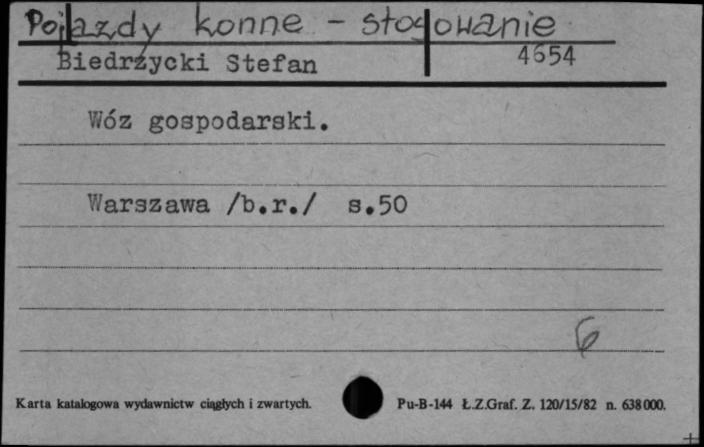 Pojazdy konne - stosowanie
Biedrzycki Stefan 4654
Wóz gospodarski.
Warszawa /b.r./ s.50
6
Karta katalogowa wydawnictw ciągłych i zwartych. Pu-B-144 Ł.Z.Graf. Z. 120/15/82 n. 638000.